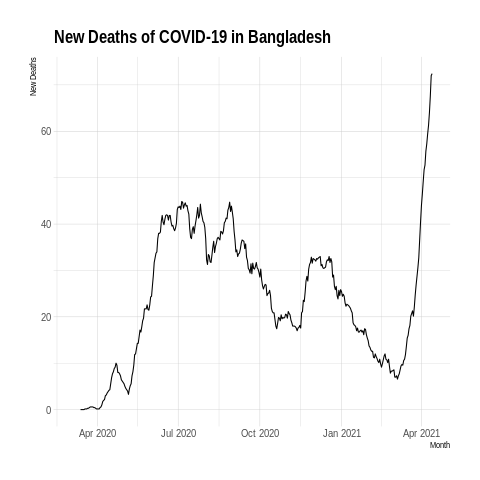 New Deaths of COVID-19 in Bangladesh
New Deaths
60
40
20
0
Apr 2020 Jul 2020 Oct 2020 Jan 2021 Apr 2021
Month